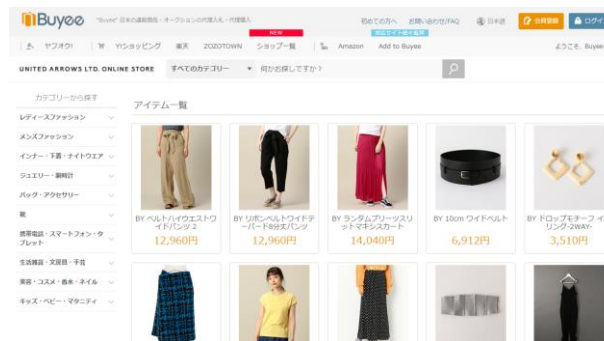 Buyee
"Buyee" 日本の通販商品・オークションの代理入札・代理購入
初めての方へ お問い合わせ/FAQ 日本語 会員登録 ログイン
NEW
ヤフオク! Y!ショッピング 楽天 ZOZOTOWN ショップ一覧 Amazon Add to Buyee
ようこそ、Buyee
UNITED ARROWS LTD. ONLINE STORE すべてのカテゴリー 何かお探しですか?
カテゴリーから探す
レディースファッション
メンズファッション
インナー・下着・ナイトウエア
ジュエリー・腕時計
バッグ・アクセサリー
靴
携帯電話・スマートフォン・タブレット
生活雑貨・文房具・手芸
美容・コスメ・香水・ネイル
キッズ・ベビー・マタニティ
アイテム一覧
BY ベルトハイウエストワイドパンツ 2
12,960円
BY リボンベルトワイドテーパード8分丈パンツ
12,960円
BY ランダムプリーツスリットマキシスカート
14,040円
BY 10cm ワイドベルト
6,912円
BY ドロップモチーフ イ
リング-2WAY-
3,510円